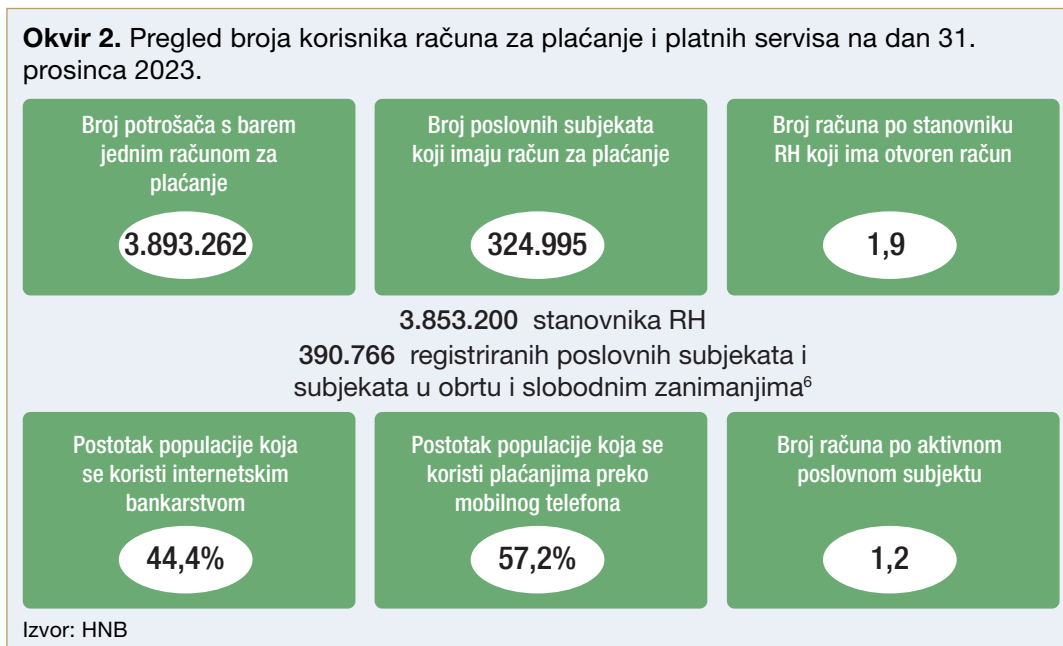 Okvir 2. Pregled broja korisnika računa za plaćanje i platnih servisa na dan 31.
prosinca 2023.
Broj potrošača s barem
jednim računom za
plaćanje
3.893.262
Broj poslovnih subjekata
koji imaju račun za plaćanje
324.995
Broj računa po stanovniku
RH koji ima otvoren račun
1,9
3.853.200 stanovnika RH
390.766 registriranih poslovnih subjekata i
subjekata u obrtu i slobodnim zanimanjima⁶
Postotak populacije koja
se koristi internetskim
bankarstvom
44,4%
Postotak populacije koja se
koristi plaćanjima preko
mobilnog telefona
57,2%
Broj računa po aktivnom
poslovnom subjektu
1,2
Izvor: HNB